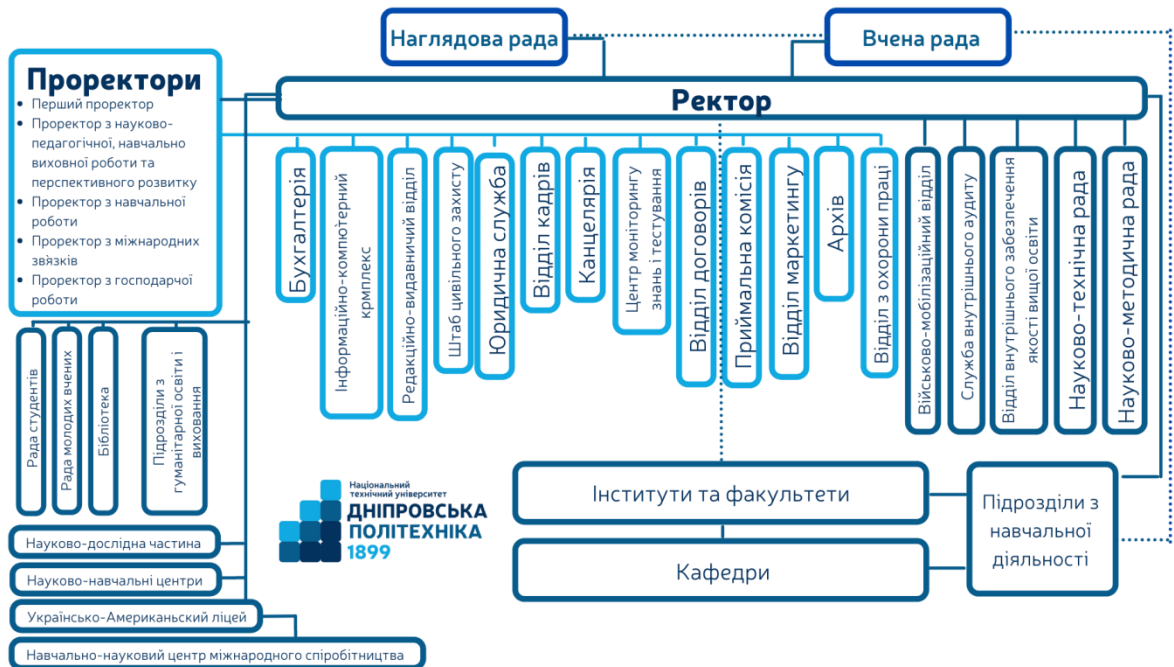 Наглядова рада
Вчена рада
Проректори
Перший проректор
Проректор з науково-
педагогічної, навчально
виховної роботи та
перспективного розвитку
Проректор з навчальної
роботи
Проректор з міжнародних
зв'язків
Проректор з господарчої
роботи
Ректор
Бухгалтерія
Інформаційно-комп'ютерний
крмплекс
Редакційно-видавничий відділ
Штаб цивільного захисту
Юридична служба
Відділ кадрів
Канцелярія
Центр моніторингу
знань і тестування
Відділ договорів
Приймальна комісія
Відділ маркетингу
Архів
Відділ з охорони праці
Військово-мобілізаційний відділ
Служба внутрішнього аудиту
Відділ внутрішнього забезпечення
якості вищої освіти
Науково-технічна рада
Науково-методична рада
Рада студентів
Рада молодих вчених
Бібліотека
Підрозділи з
гуманітарної освіти і
виховання
Національний
технічний університет
ДНІПРОВСЬКА
ПОЛІТЕХНІКА
1899
Інститути та факультети
Кафедри
Підрозділи з
навчальної
діяльності
Науково-дослідна частина
Науково-навчальні центри
Українсько-Американьский ліцей
Навчально-науковий центр міжнародного спіробітництва